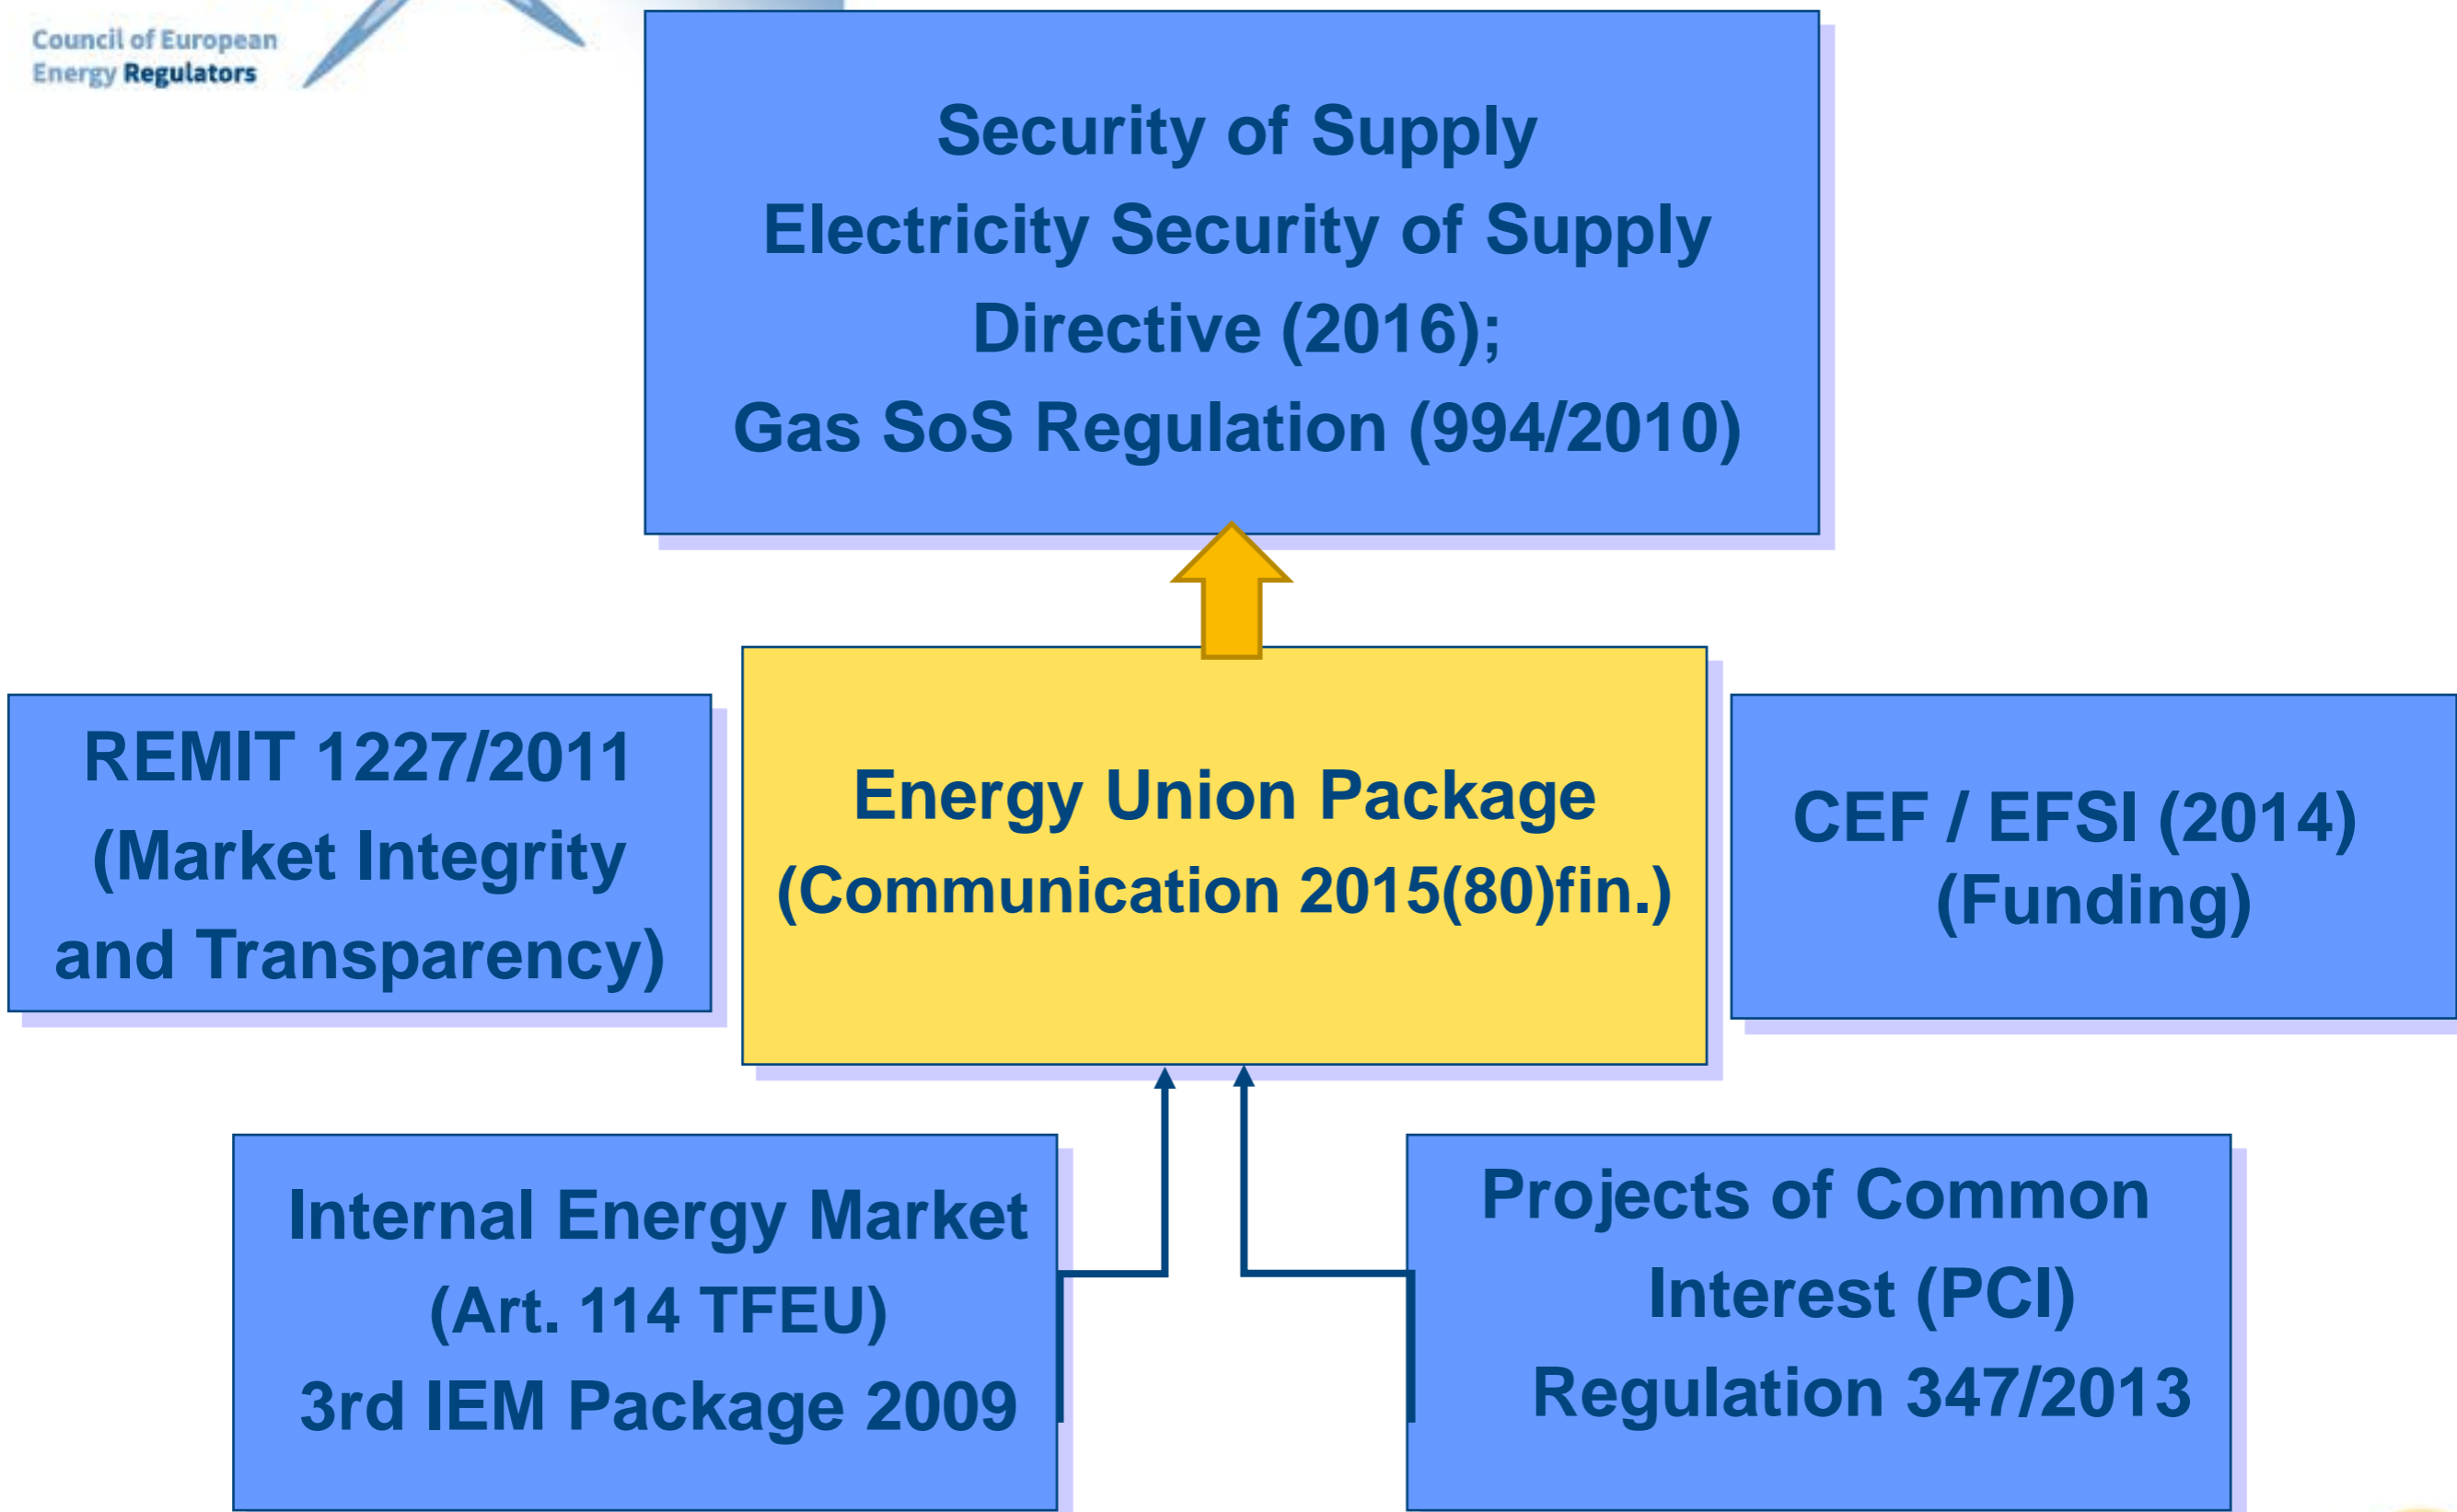 Council of European
Energy Regulators
Security of Supply
Electricity Security of Supply
Directive (2016);
Gas SoS Regulation (994/2010)
REMIT 1227/2011
(Market Integrity
and Transparency)
Energy Union Package
(Communication 2015(80)fin.)
CEF / EFSI (2014)
(Funding)
Internal Energy Market
(Art. 114 TFEU)
3rd IEM Package 2009
Projects of Common
Interest (PCI)
Regulation 347/2013